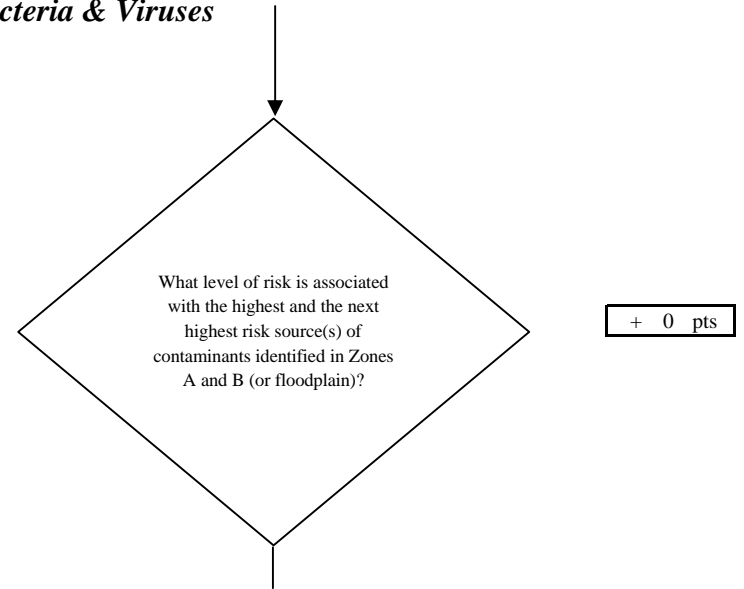 cteria & Viruses
What level of risk is associated
with the highest and the next
highest risk source(s) of
contaminants identified in Zones
A and B (or floodplain)?
+ 0 pts